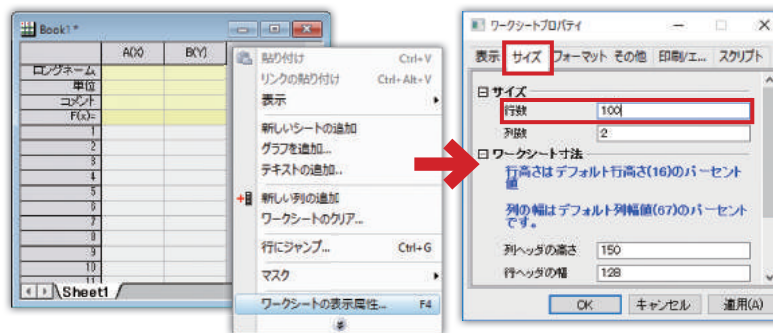 Book1 *
A(X) B(Y)
ロングネーム
単位
コメント
F(x)=
1
2
3
4
5
6
7
8
9
10
11
Sheet1
貼り付け Ctrl+V
リンクの貼り付け Ctrl+Alt+V
表示
新しいシートの追加
グラフを追加...
テキストの追加...
新しい列の追加
ワークシートのクリア...
行にジャンプ... Ctrl+G
マスク
ワークシートの表示属性... F4
ワークシートプロパティ
表示 サイズ フォーマット その他 印刷/エ... スクリプト
サイズ
行数 100
列数 2
ワークシート寸法
行高さはデフォルト行高さ(16)のパーセント
値
列の幅はデフォルト列幅値(67)のパーセント
です。
列ヘッダの高さ 150
行ヘッダの幅 128
OK キャンセル 適用(A)